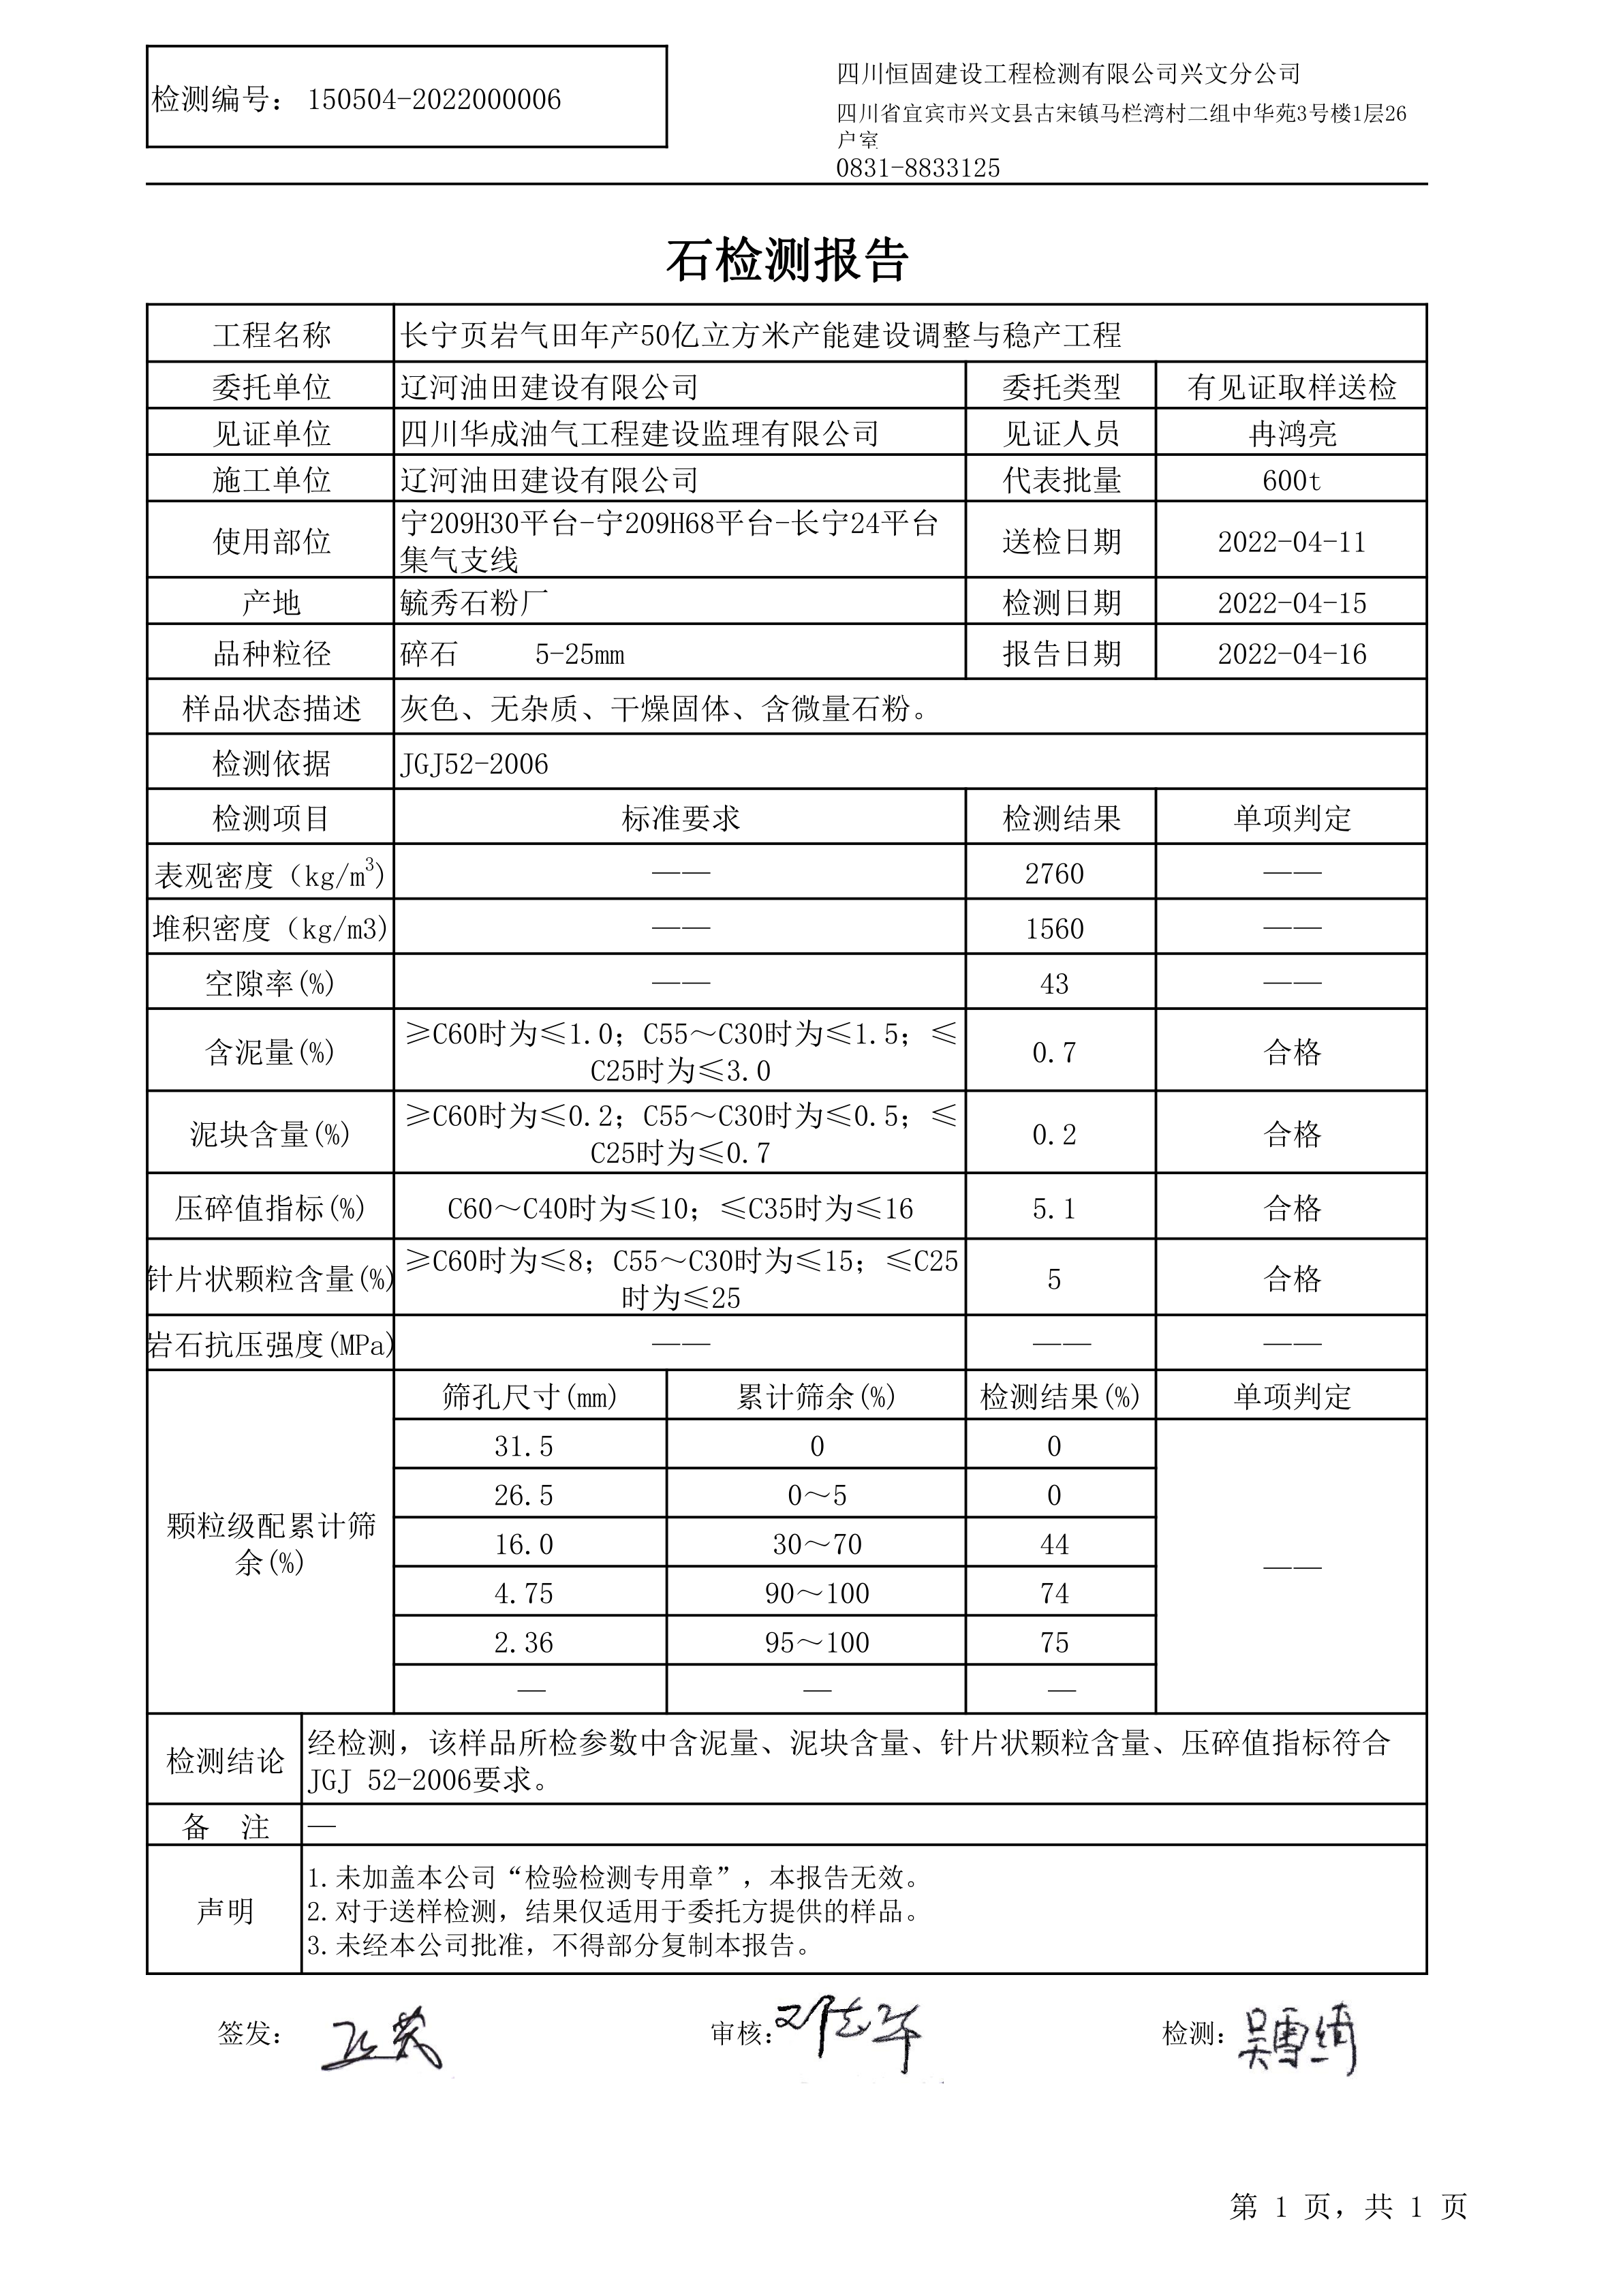 检测编号： 150504-2022000006
四川恒固建设工程检测有限公司兴文分公司
四川省宜宾市兴文县古宋镇马栏湾村二组中华苑3号楼1层26
户室
0831-8833125
石检测报告
工程名称 长宁页岩气田年产50亿立方米产能建设调整与稳产工程
委托单位 辽河油田建设有限公司 委托类型 有见证取样送检
见证单位 四川华成油气工程建设监理有限公司 见证人员 冉鸿亮
施工单位 辽河油田建设有限公司 代表批量 600t
使用部位 宁209H30平台-宁209H68平台-长宁24平台
集气支线 送检日期 2022-04-11
产地 毓秀石粉厂 检测日期 2022-04-15
品种粒径 碎石 5-25mm 报告日期 2022-04-16
样品状态描述 灰色、无杂质、干燥固体、含微量石粉。
检测依据 JGJ52-2006
检测项目 标准要求 检测结果 单项判定
表观密度（kg/m³) —— 2760 ——
堆积密度（kg/m3) —— 1560 ——
空隙率(%) —— 43 ——
含泥量(%) ≥C60时为≤1.0；C55～C30时为≤1.5；≤
C25时为≤3.0 0.7 合格
泥块含量(%) ≥C60时为≤0.2；C55～C30时为≤0.5；≤
C25时为≤0.7 0.2 合格
压碎值指标(%) C60～C40时为≤10；≤C35时为≤16 5.1 合格
针片状颗粒含量(%) ≥C60时为≤8；C55～C30时为≤15；≤C25
时为≤25 5 合格
岩石抗压强度(MPa) —— —— ——
颗粒级配累计筛
余(%)
筛孔尺寸(mm) 累计筛余(%) 检测结果(%) 单项判定
31.5 0 0
26.5 0～5 0
16.0 30～70 44
4.75 90～100 74 ——
2.36 95～100 75
— — —
检测结论 经检测，该样品所检参数中含泥量、泥块含量、针片状颗粒含量、压碎值指标符合
JGJ 52-2006要求。
备 注 —
声明
1.未加盖本公司“检验检测专用章”，本报告无效。
2.对于送样检测，结果仅适用于委托方提供的样品。
3.未经本公司批准，不得部分复制本报告。
签发： 审核： 检测：吴雪绮
第 1 页，共 1 页